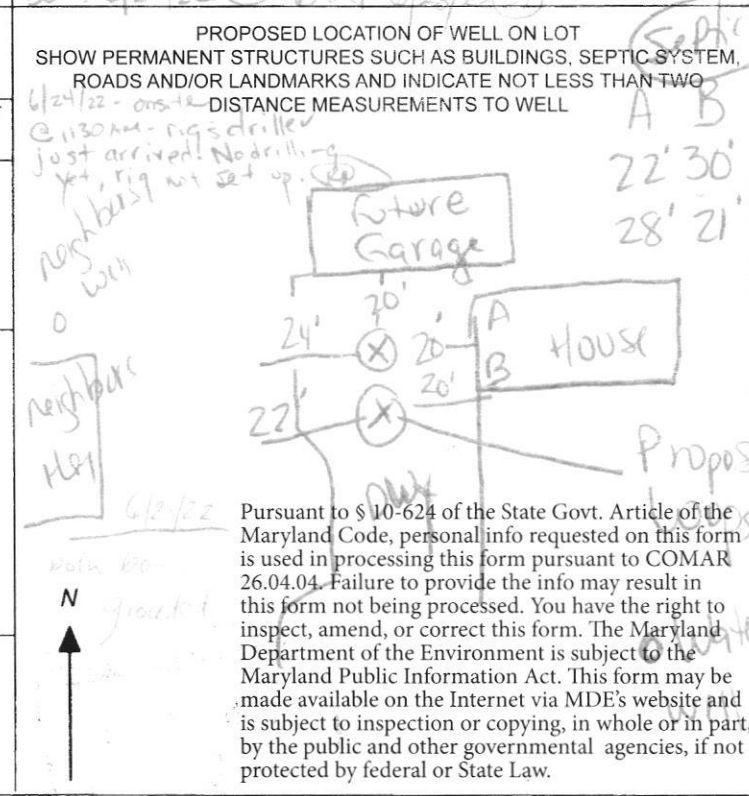 PROPOSED LOCATION OF WELL ON LOT
SHOW PERMANENT STRUCTURES SUCH AS BUILDINGS, SEPTIC SYSTEM,
ROADS AND/OR LANDMARKS AND INDICATE NOT LESS THAN TWO
DISTANCE MEASUREMENTS TO WELL
Septic
A B
22' 30'
28' 21'
6/24/22 - onsite
@ 1130 AM - rig & driller
just arrived! No drilling
yet, rig not set up.
neighbors
well
Future
Garage
20'
24'
20'
A
House
20'
B
22'
neighbors
Propos
Loops
DWY
Pursuant to § 10-624 of the State Govt. Article of the
Maryland Code, personal info requested on this form
is used in processing this form pursuant to COMAR
26.04.04. Failure to provide the info may result in
this form not being processed. You have the right to
inspect, amend, or correct this form. The Maryland
Department of the Environment is subject to the
Maryland Public Information Act. This form may be
made available on the Internet via MDE's website and
is subject to inspection or copying, in whole or in part,
by the public and other governmental agencies, if not
protected by federal or State Law.
Wate
well
N